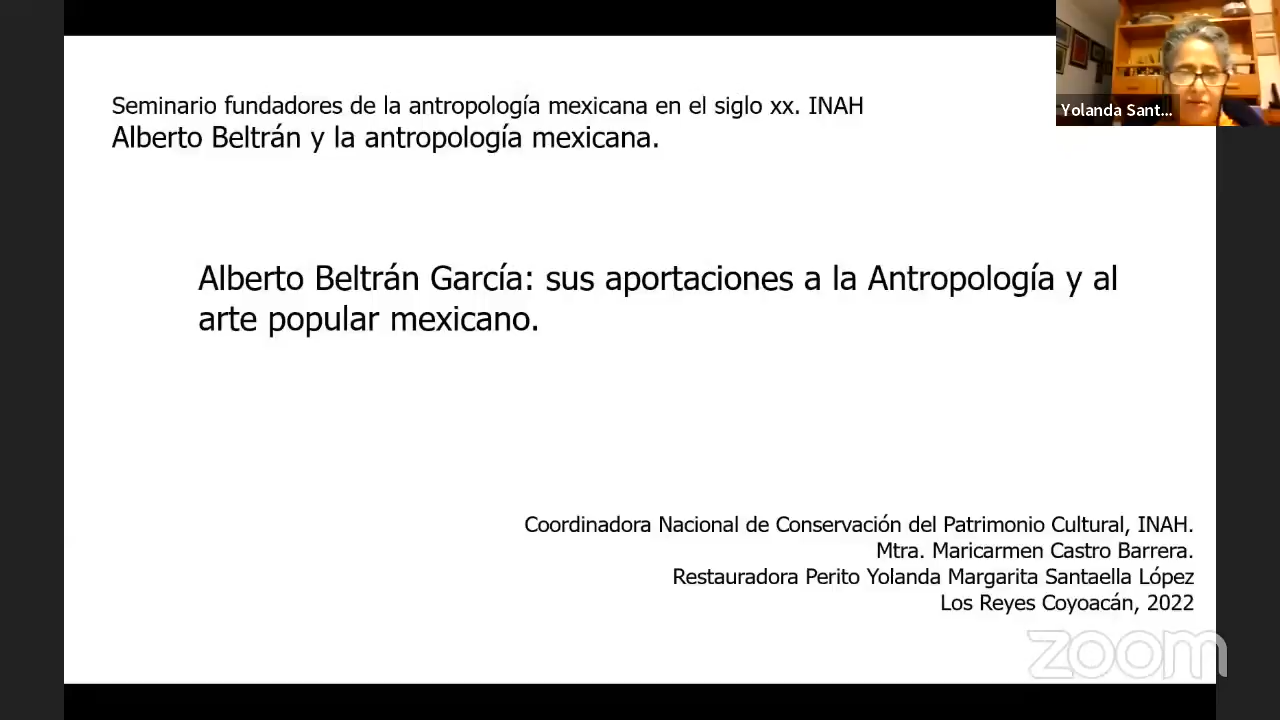 Seminario fundadores de la antropología mexicana en el siglo xx. INAH
Alberto Beltrán y la antropología mexicana.
Yolanda Sant...
Alberto Beltrán García: sus aportaciones a la Antropología y al
arte popular mexicano.
Coordinadora Nacional de Conservación del Patrimonio Cultural, INAH.
Mtra. Maricarmen Castro Barrera.
Restauradora Perito Yolanda Margarita Santaella López
Los Reyes Coyoacán, 2022
zoom